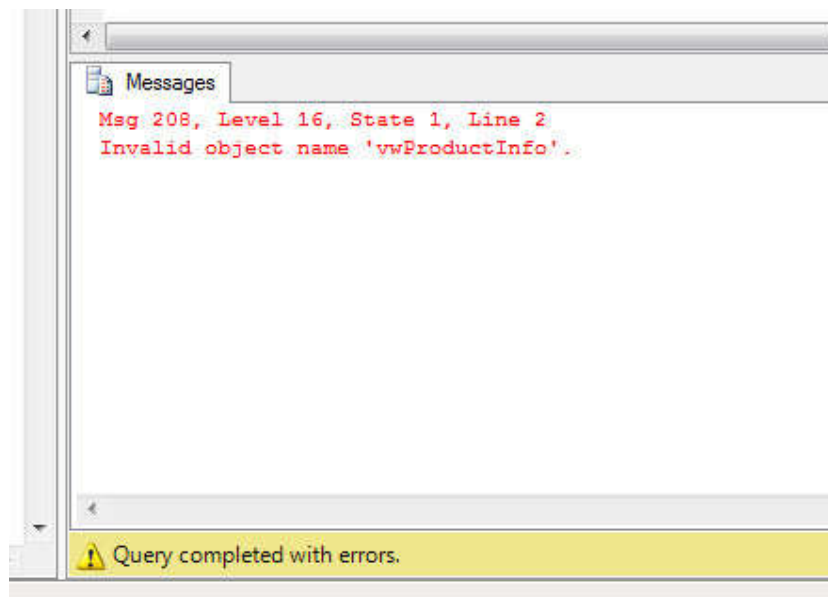 Messages
Msg 208, Level 16, State 1, Line 2
Invalid object name 'vwProductInfo'.
Query completed with errors.